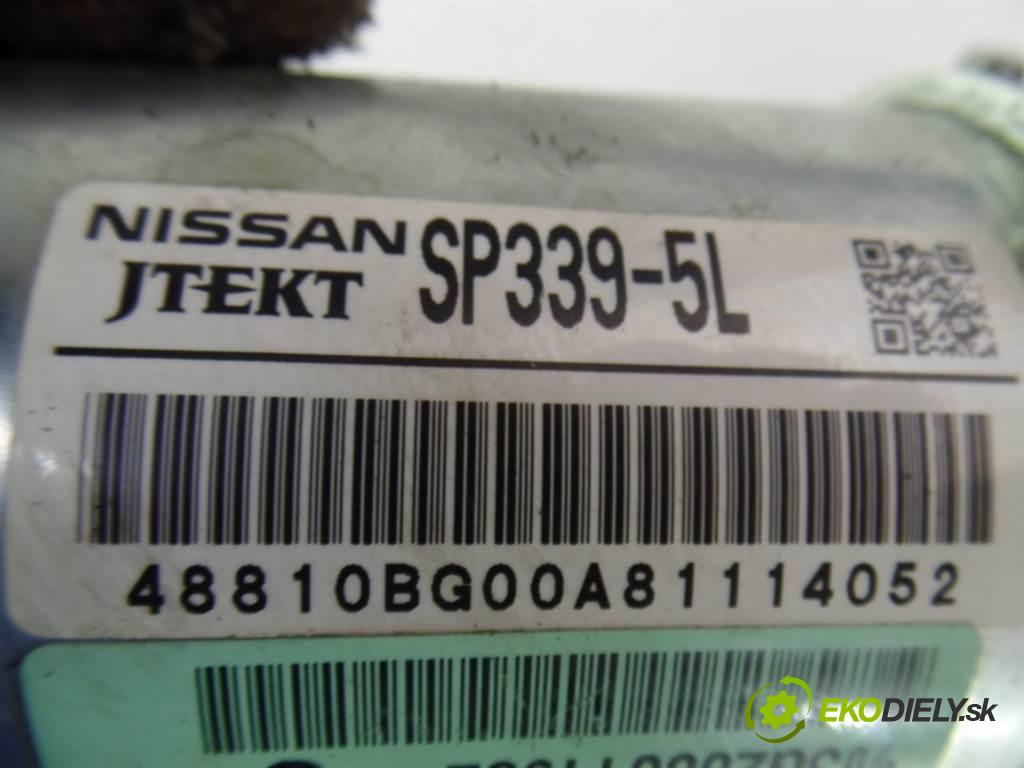 NISSAN SP339-5L
JTEKT
48810BG00A81114052
EKODIELY.sk